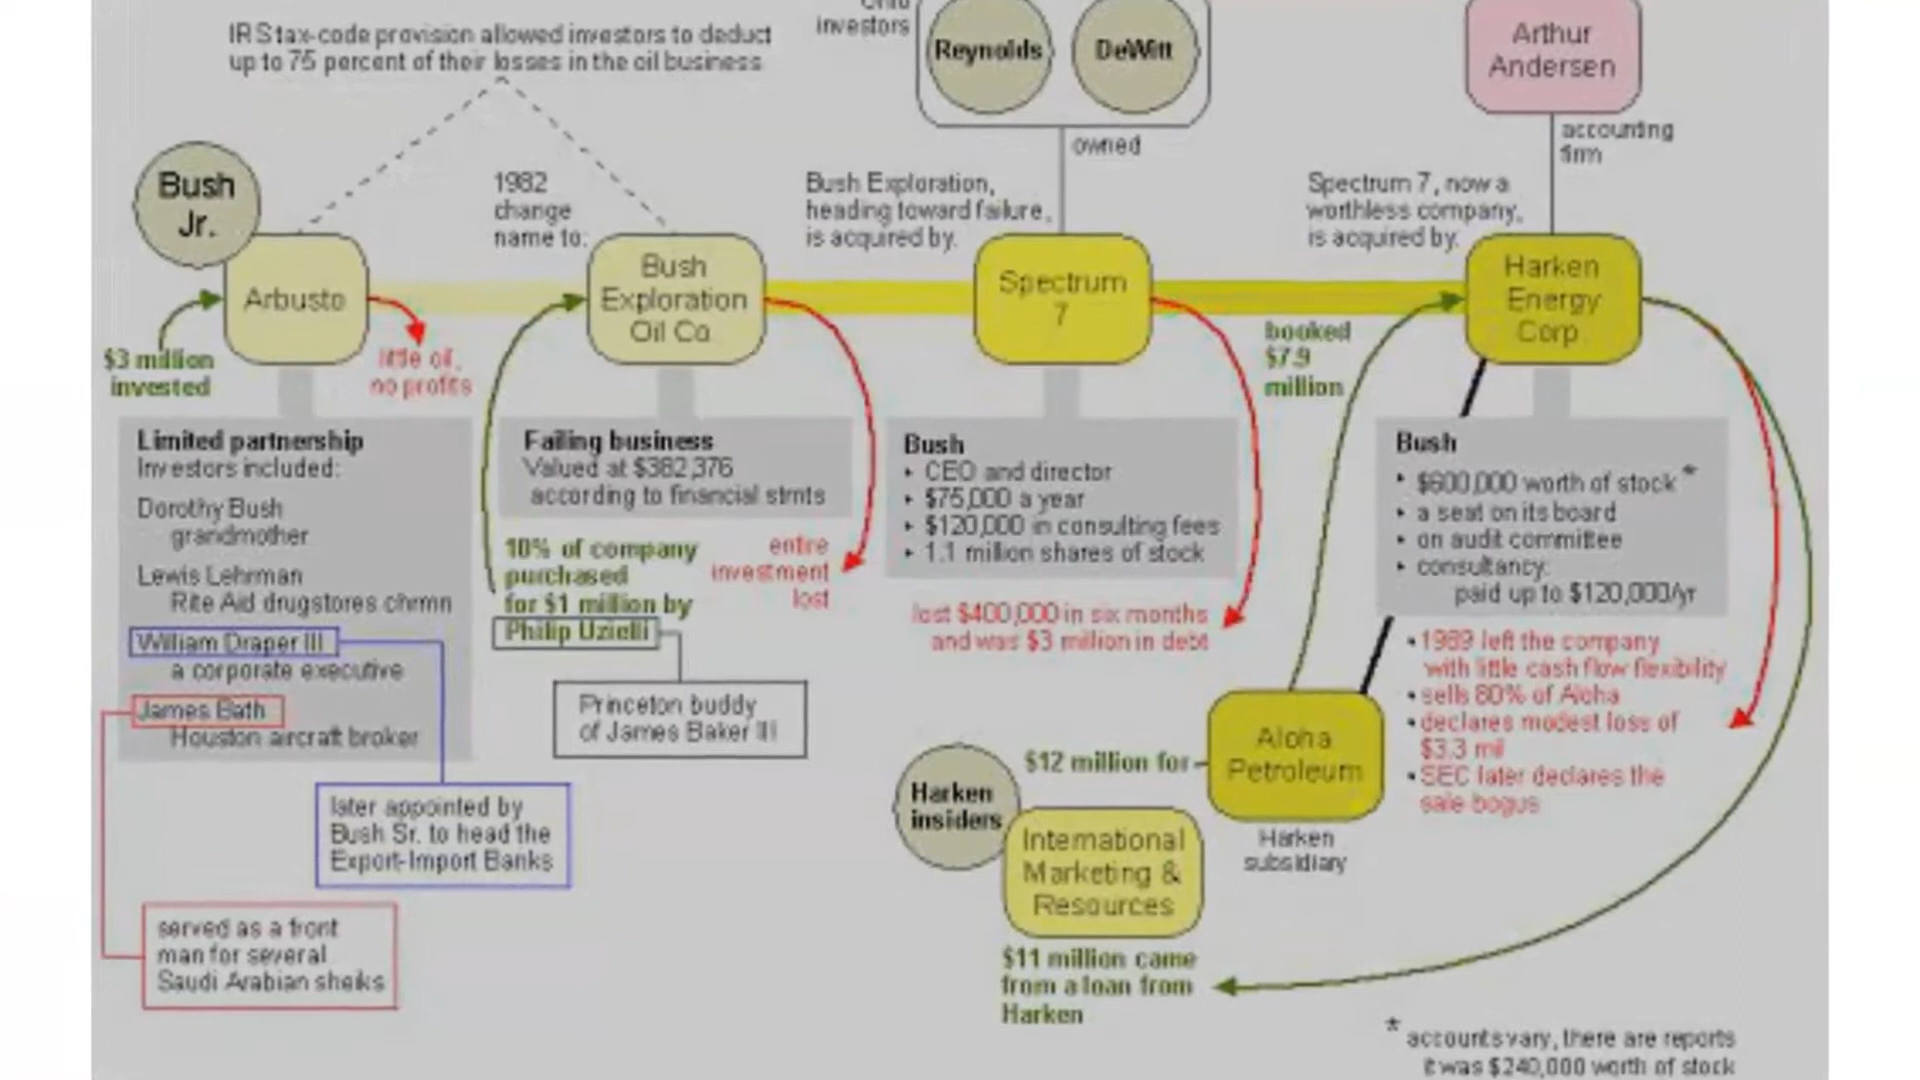 IRS tax-code provision allowed investors to deduct
up to 75 percent of their losses in the oil business
investors
Reynolds
DeWitt
owned
Arthur
Andersen
accounting
firm
Bush
Jr.
1982
change
name to:
Bush Exploration,
heading toward failure,
is acquired by:
Spectrum 7, now a
worthless company,
is acquired by:
Arbusto
Bush
Exploration
Oil Co
Spectrum
7
Harken
Energy
Corp
$3 million
invested
little oil,
no profits
booked
$7.9
million
Limited partnership
Investors included:
Dorothy Bush
grandmother
Lewis Lehrman
Rite Aid drugstores chrmn
William Draper III
a corporate executive
James Bath
Houston aircraft broker
Failing business
Valued at $382,376
according to financial stmts
10% of company
purchased
for $1 million by
Philip Uzielli
entire
investment
lost
Princeton buddy
of James Baker III
Bush
• CEO and director
• $75,000 a year
• $120,000 in consulting fees
• 1.1 million shares of stock
lost $400,000 in six months
and was $3 million in debt
Bush
• $600,000 worth of stock *
• a seat on its board
• on audit committee
• consultancy:
paid up to $120,000/yr
• 1989 left the company
with little cash flow flexibility
• sells 80% of Aloha
• declares modest loss of
$3.3 mil
• SEC later declares the
sale bogus
$12 million for
Aloha
Petroleum
Harken
subsidiary
Harken
insiders
International
Marketing &
Resources
$11 million came
from a loan from
Harken
later appointed by
Bush Sr. to head the
Export-Import Banks
served as a front
man for several
Saudi Arabian sheiks
* accounts vary, there are reports
it was $240,000 worth of stock